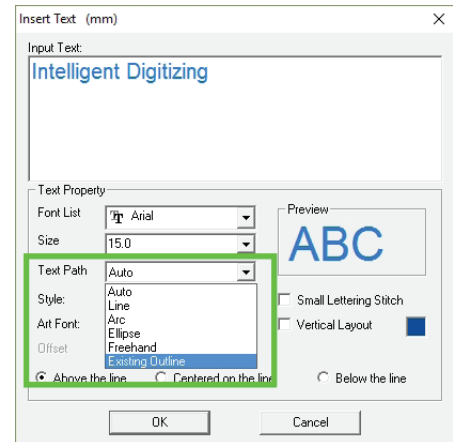 Insert Text (mm)
Input Text:
Intelligent Digitizing
Text Property
Font List Arial
Preview
ABC
Size 15.0
Text Path Auto
Auto
Style: Line
Small Lettering Stitch
Arc
Art Font: Ellipse
Vertical Layout
Offset Freehand
Existing Outline
Above the line Centered on the line Below the line
OK Cancel